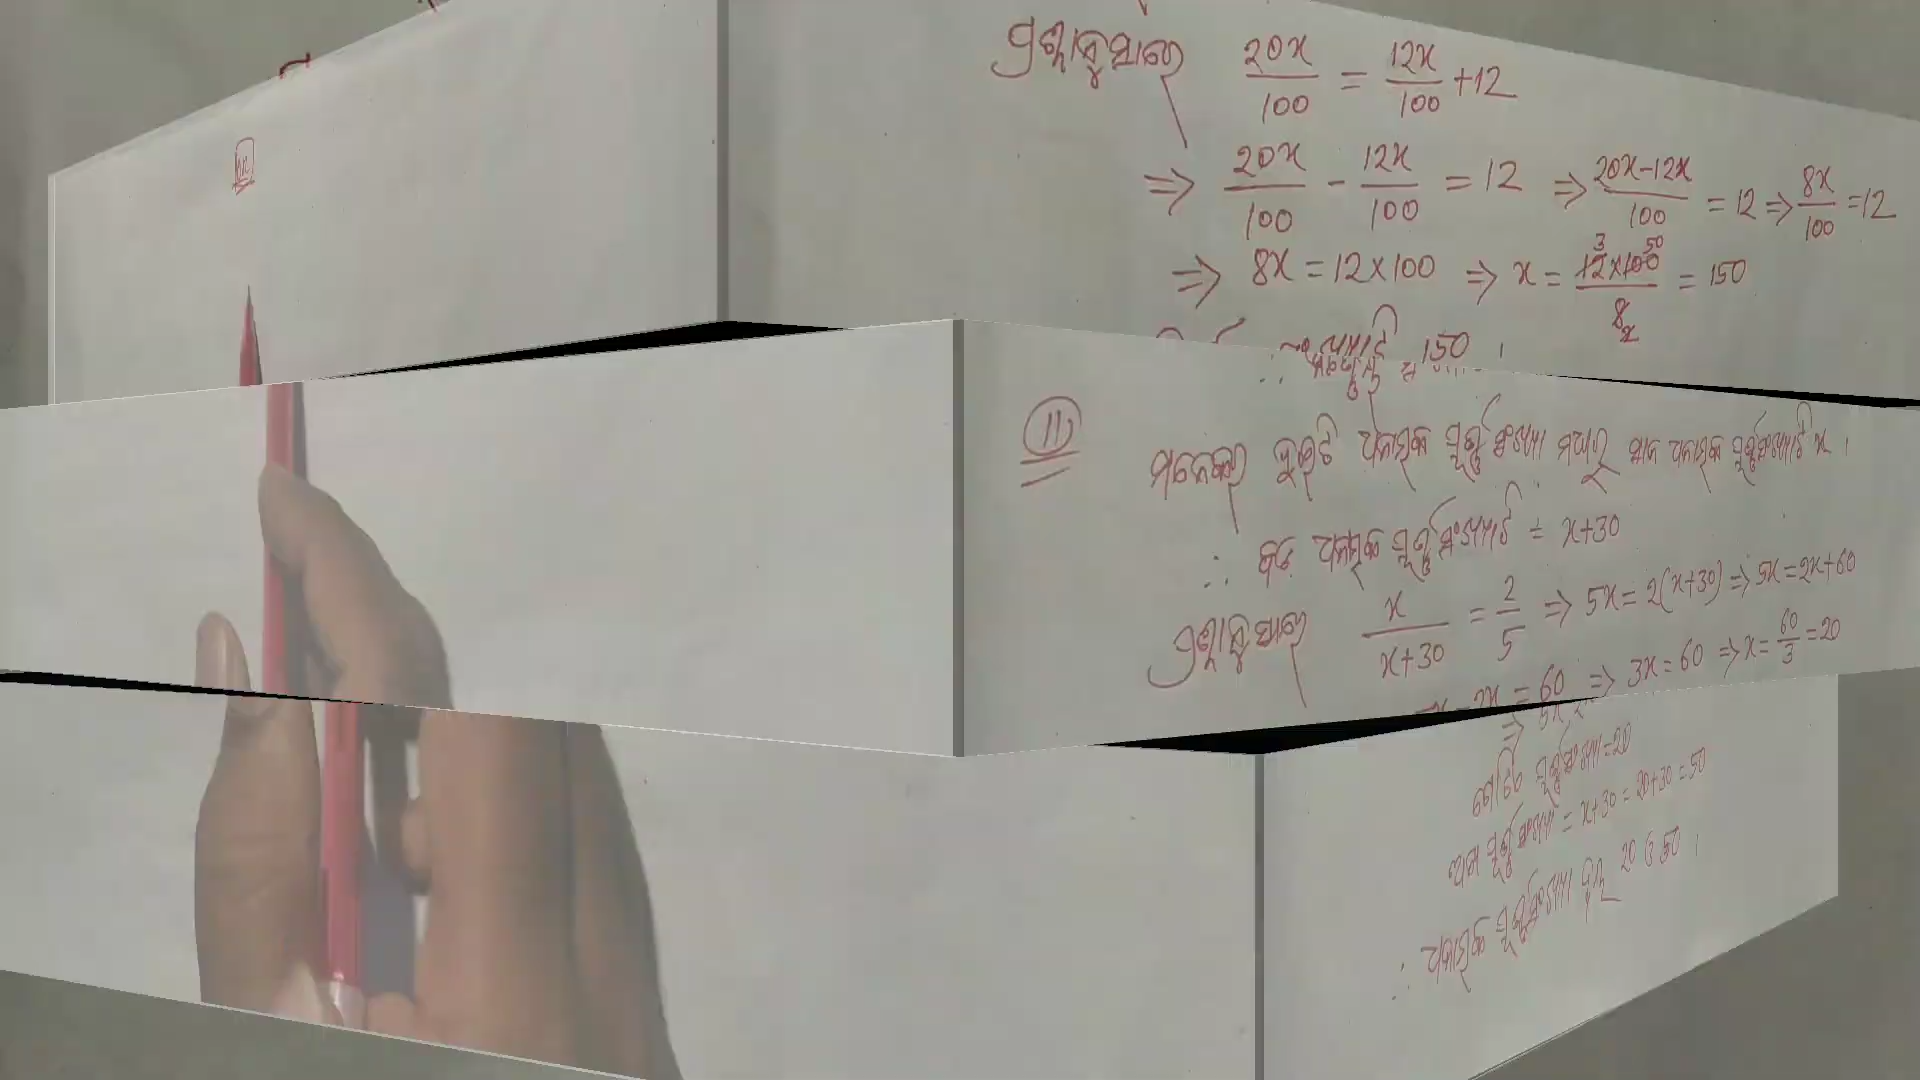 ପ୍ରଶ୍ନାନୁସାରେ 20x/100 = 12x/100 + 12
⇒ 20x/100 - 12x/100 = 12 ⇒ 20x-12x/100 = 12 ⇒ 8x/100 = 12
⇒ 8x = 12×100 ⇒ x = 12×100/8 = 150
150 ।
11) ମନେକର ଦୁଇଟି ଧନାତ୍ମକ ପୂର୍ଣ୍ଣସଂଖ୍ୟା ମଧ୍ୟରୁ ସାନ ଧନାତ୍ମକ ପୂର୍ଣ୍ଣସଂଖ୍ୟାଟି x ।
∴ ବଡ ଧନାତ୍ମକ ପୂର୍ଣ୍ଣସଂଖ୍ୟାଟି = x+30
ପ୍ରଶ୍ନାନୁସାରେ x/x+30 = 2/5 ⇒ 5x = 2(x+30) ⇒ 5x = 2x+60
= 60 ⇒ 3x = 60 ⇒ x = 60/3 = 20
ଗୋଟିଏ ପୂର୍ଣ୍ଣସଂଖ୍ୟା = 20
ଅନ୍ୟ ପୂର୍ଣ୍ଣସଂଖ୍ୟା = x+30 = 20+30 = 50
∴ ଧନାତ୍ମକ ପୂର୍ଣ୍ଣସଂଖ୍ୟା ଦୁଇ 20 ଓ 50 ।